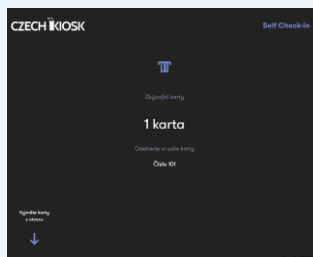 CZECH KIOSK
Self Check-in
Zbývající karty
1 karta
Odeberte si vaše karty
Číslo 101
Vyjměte karty
z otvoru